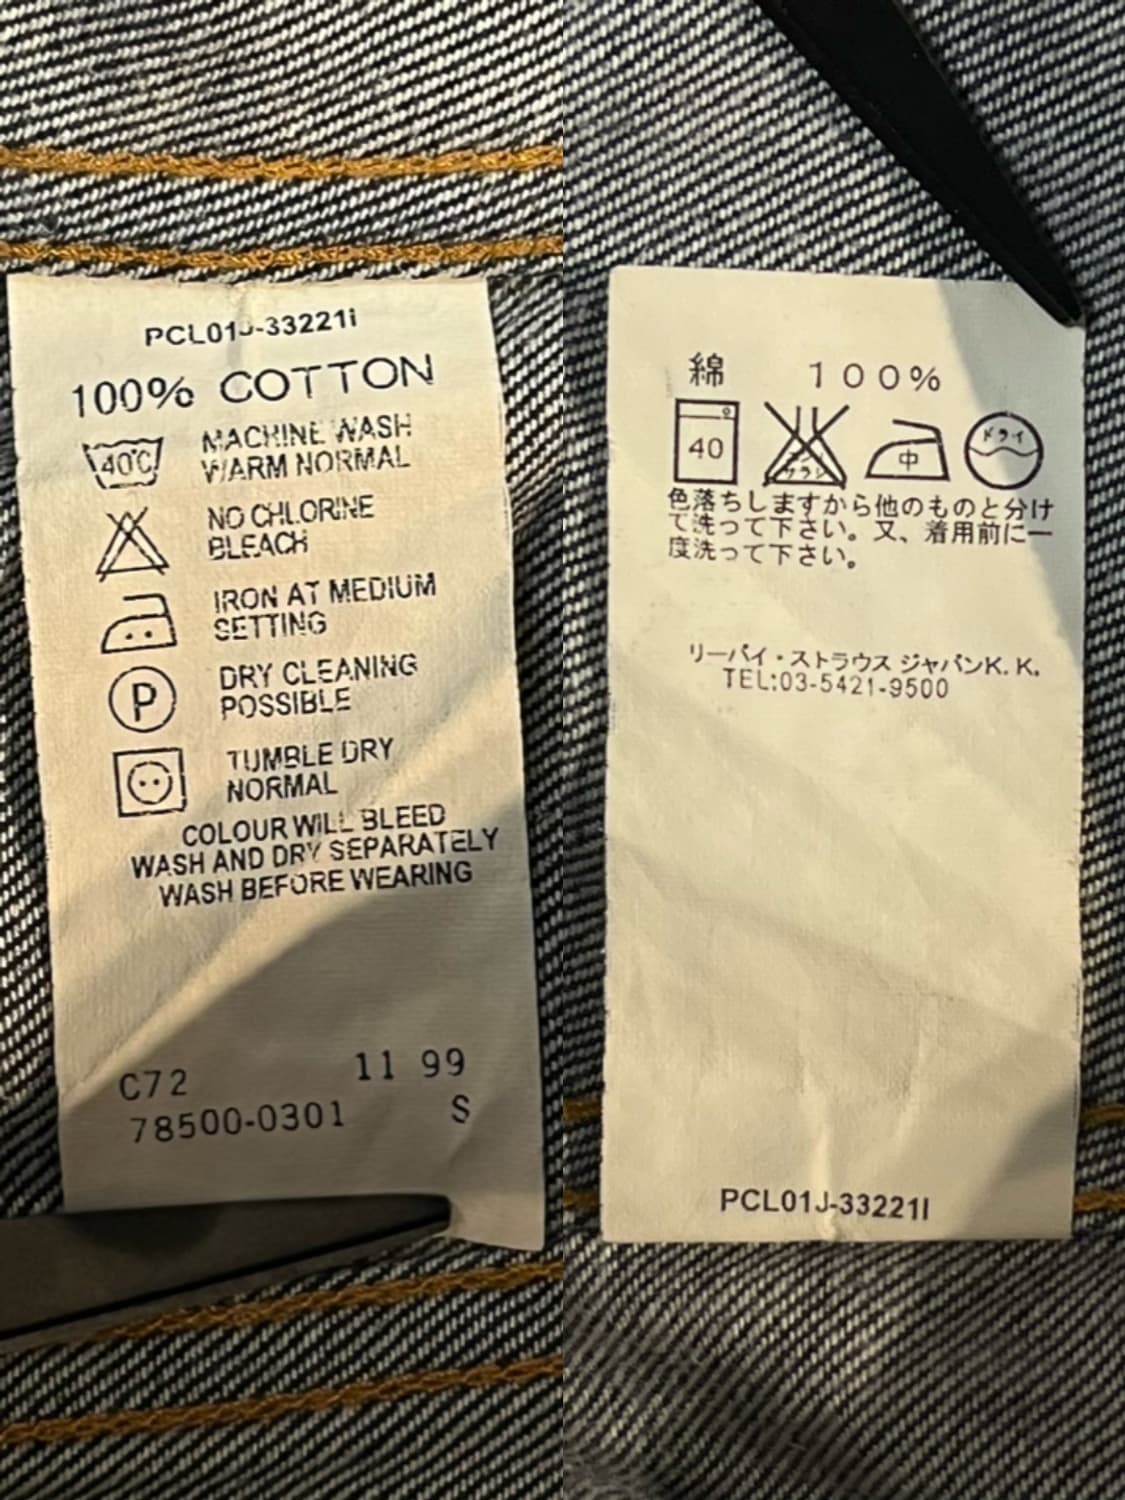 PCL01J-33221i
100% COTTON
40°C
MACHINE WASH
WARM NORMAL
NO CHLORINE
BLEACH
IRON AT MEDIUM
SETTING
P
DRY CLEANING
POSSIBLE
TUMBLE DRY
NORMAL
COLOUR WILL BLEED
WASH AND DRY SEPARATELY
WASH BEFORE WEARING
C72 11 99
78500-0301 S
綿 100%
40 サラシ 中 ドライ
色落ちしますから他のものと分け
て洗って下さい。又、着用前に一
度洗って下さい。
リーバイ・ストラウス ジャパンK.K.
TEL:03-5421-9500
PCL01J-33221I